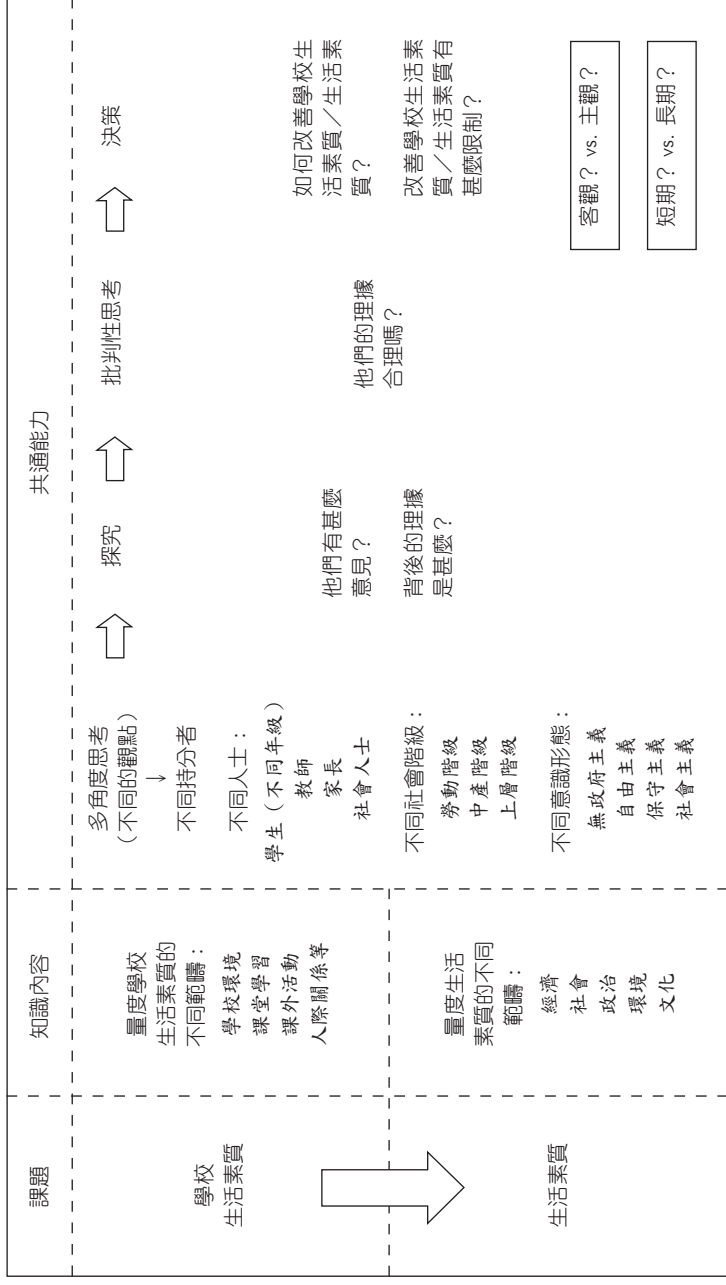 課題
知識內容
共通能力
學校
生活素質
生活素質
量度學校
生活素質的
不同範疇：
學校環境
課堂學習
課外活動
人際關係等
量度生活
素質的不同
範疇：
經濟
社會
政治
環境
文化
多角度思考
（不同的觀點）
↓
不同持分者
不同人士：
學生（不同年級）
教師
家長
社會人士
不同社會階級：
勞動階級
中產階級
上層階級
不同意識形態：
無政府主義
自由主義
保守主義
社會主義
探究
他們有甚麼
意見？
背後的理據
是甚麼？
批判性思考
他們的理據
合理嗎？
決策
如何改善學校生
活素質／生活素
質？
改善學校生活素
質／生活素質有
甚麼限制？
客觀？ vs. 主觀？
短期？ vs. 長期？